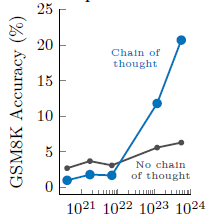 GSM8K Accuracy (%)
25
20
15
10
5
0
Chain of
thought
No chain
of thought
10^21 10^22 10^23 10^24